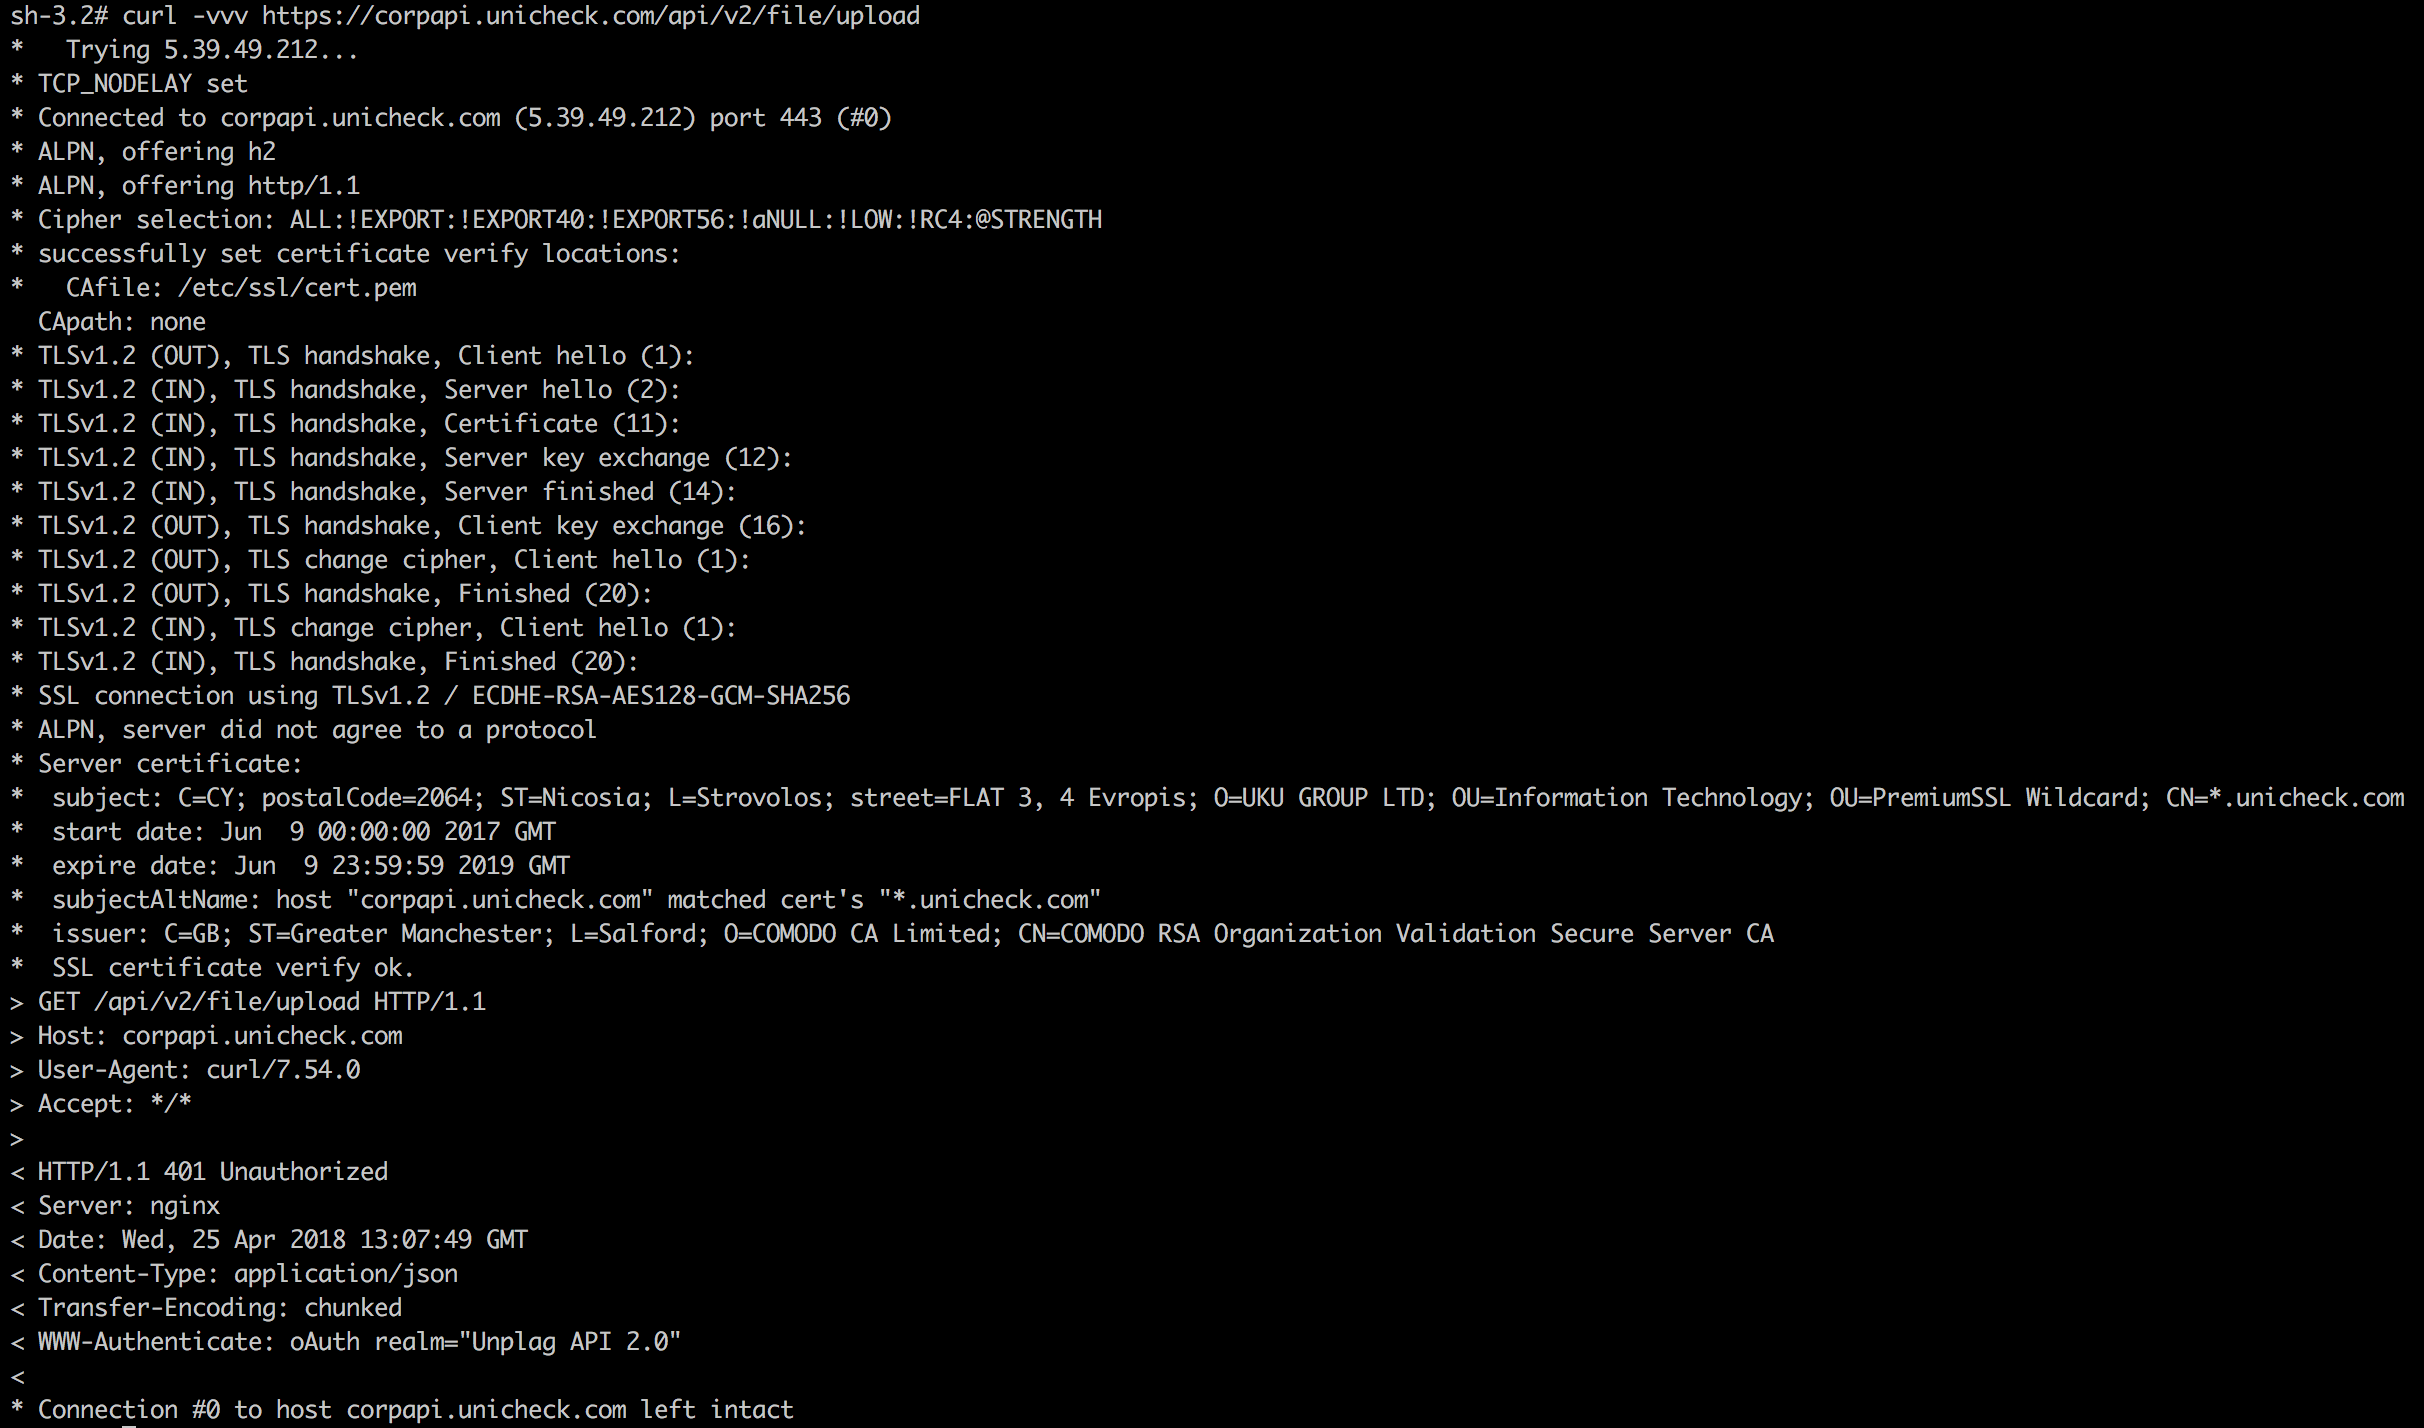 sh-3.2# curl -vvv https://corpapi.unicheck.com/api/v2/file/upload
*   Trying 5.39.49.212...
* TCP_NODELAY set
* Connected to corpapi.unicheck.com (5.39.49.212) port 443 (#0)
* ALPN, offering h2
* ALPN, offering http/1.1
* Cipher selection: ALL:!EXPORT:!EXPORT40:!EXPORT56:!aNULL:!LOW:!RC4:@STRENGTH
* successfully set certificate verify locations:
*   CAfile: /etc/ssl/cert.pem
  CApath: none
* TLSv1.2 (OUT), TLS handshake, Client hello (1):
* TLSv1.2 (IN), TLS handshake, Server hello (2):
* TLSv1.2 (IN), TLS handshake, Certificate (11):
* TLSv1.2 (IN), TLS handshake, Server key exchange (12):
* TLSv1.2 (IN), TLS handshake, Server finished (14):
* TLSv1.2 (OUT), TLS handshake, Client key exchange (16):
* TLSv1.2 (OUT), TLS change cipher, Client hello (1):
* TLSv1.2 (OUT), TLS handshake, Finished (20):
* TLSv1.2 (IN), TLS change cipher, Client hello (1):
* TLSv1.2 (IN), TLS handshake, Finished (20):
* SSL connection using TLSv1.2 / ECDHE-RSA-AES128-GCM-SHA256
* ALPN, server did not agree to a protocol
* Server certificate:
*  subject: C=CY; postalCode=2064; ST=Nicosia; L=Strovolos; street=FLAT 3, 4 Evropis; O=UKU GROUP LTD; OU=Information Technology; OU=PremiumSSL Wildcard; CN=*.unicheck.com
*  start date: Jun  9 00:00:00 2017 GMT
*  expire date: Jun  9 23:59:59 2019 GMT
*  subjectAltName: host "corpapi.unicheck.com" matched cert's "*.unicheck.com"
*  issuer: C=GB; ST=Greater Manchester; L=Salford; O=COMODO CA Limited; CN=COMODO RSA Organization Validation Secure Server CA
*  SSL certificate verify ok.
> GET /api/v2/file/upload HTTP/1.1
> Host: corpapi.unicheck.com
> User-Agent: curl/7.54.0
> Accept: */*
>
< HTTP/1.1 401 Unauthorized
< Server: nginx
< Date: Wed, 25 Apr 2018 13:07:49 GMT
< Content-Type: application/json
< Transfer-Encoding: chunked
< WWW-Authenticate: oAuth realm="Unplag API 2.0"
<
* Connection #0 to host corpapi.unicheck.com left intact